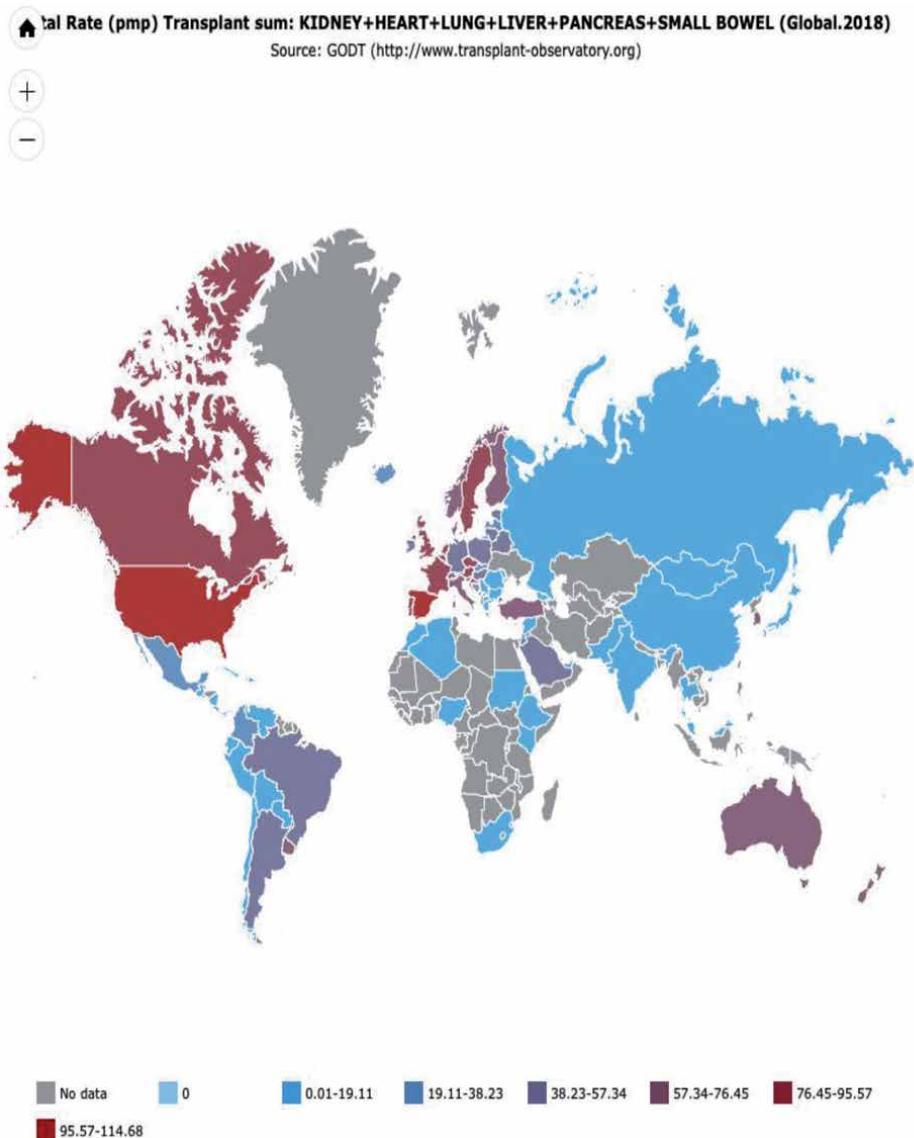 tal Rate (pmp) Transplant sum: KIDNEY+HEART+LUNG+LIVER+PANCREAS+SMALL BOWEL (Global.2018)
Source: GODT (http://www.transplant-observatory.org)
+
−
No data 0 0.01-19.11 19.11-38.23 38.23-57.34 57.34-76.45 76.45-95.57
95.57-114.68